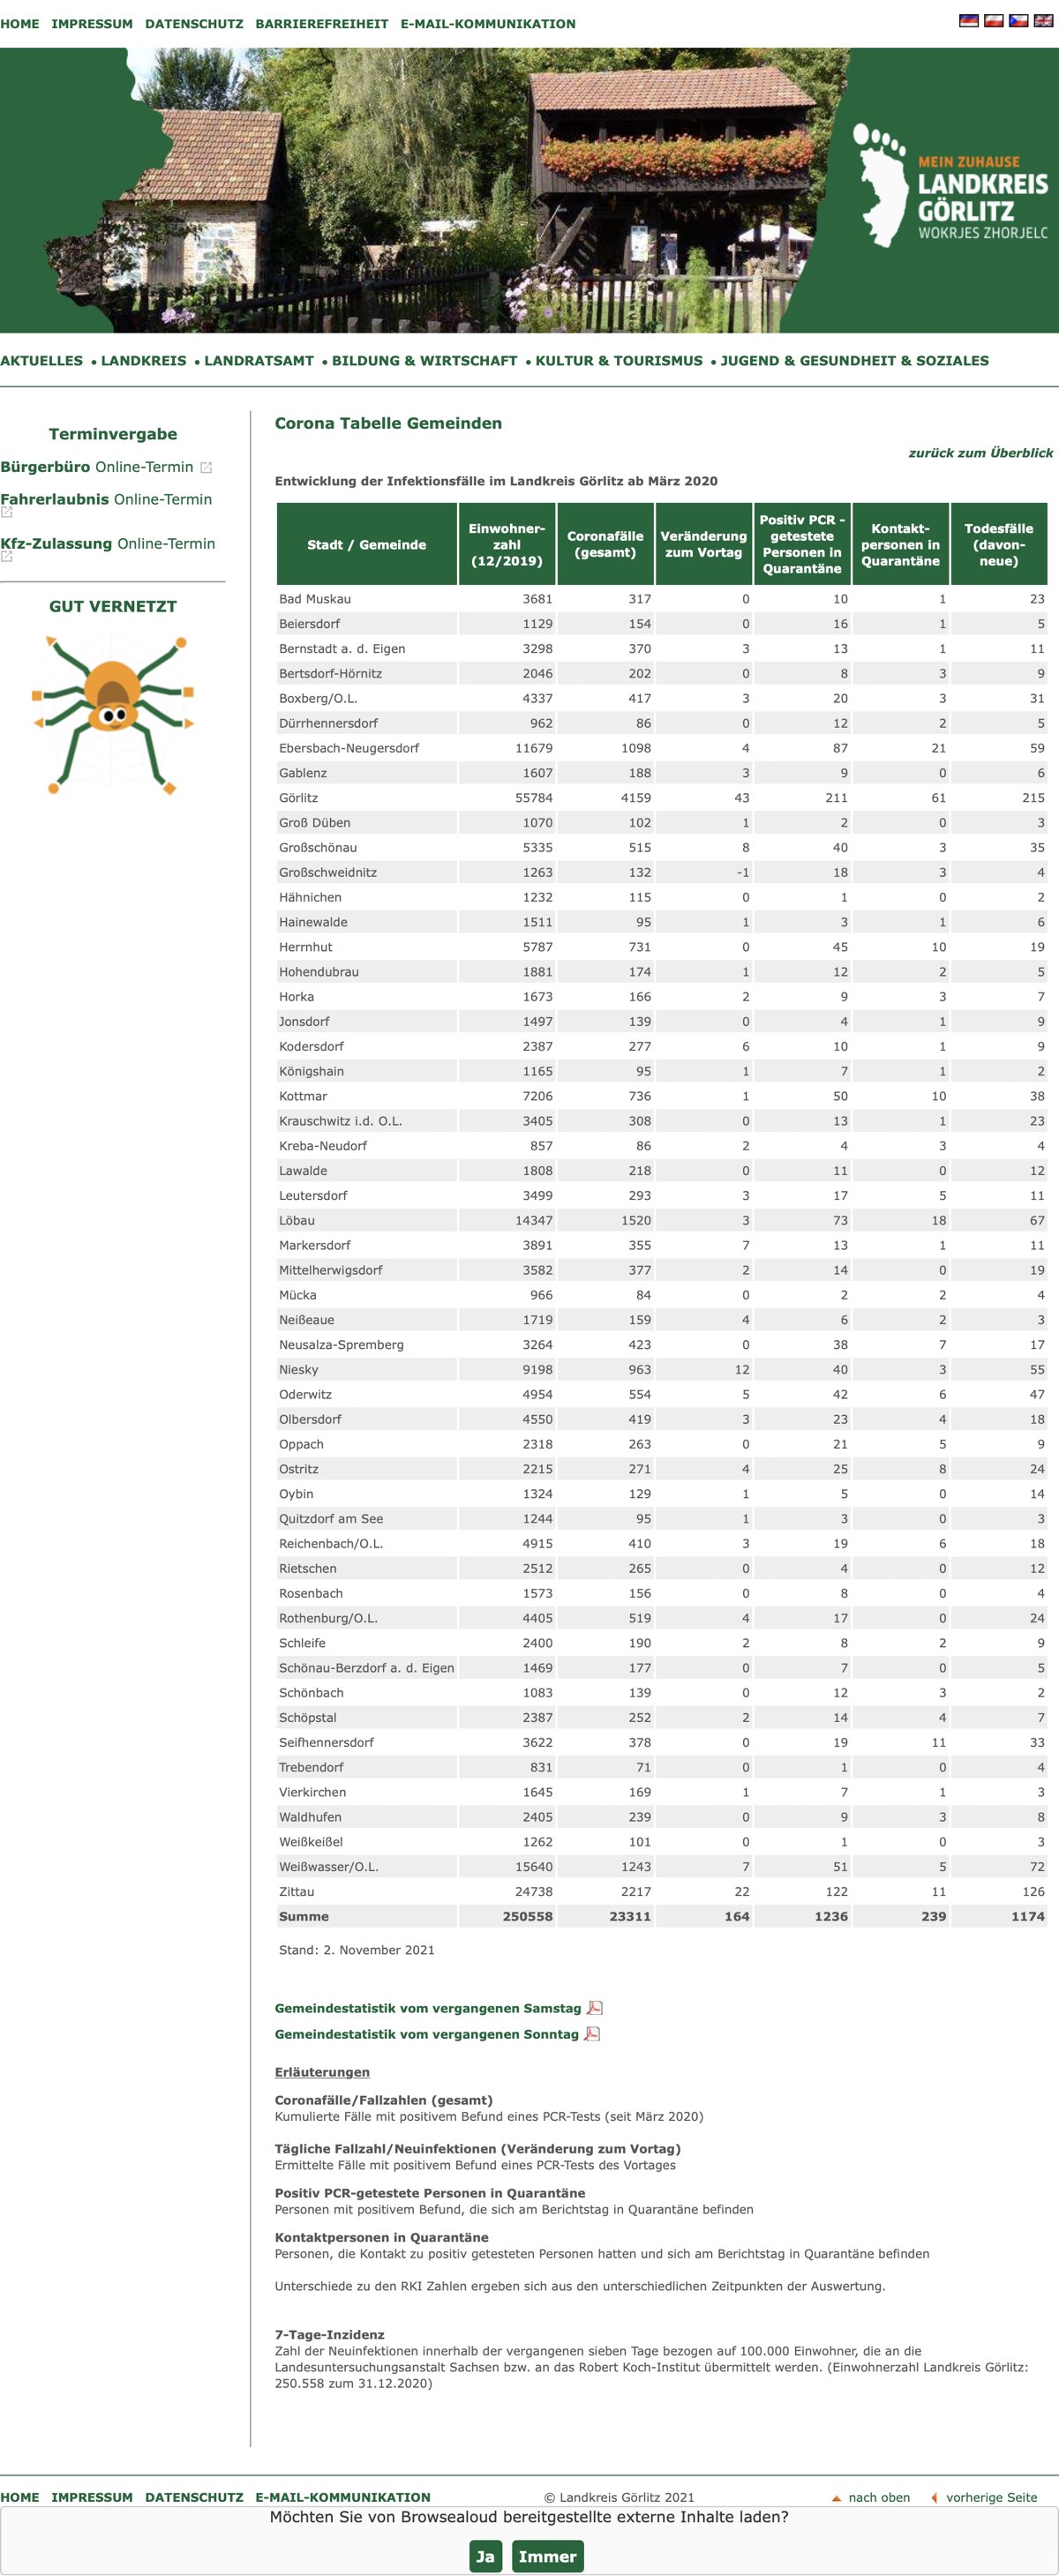 HOME IMPRESSUM DATENSCHUTZ BARRIEREFREIHEIT E-MAIL-KOMMUNIKATION
MEIN ZUHAUSE
LANDKREIS
GÖRLITZ
WOKRJES ZHORJELC
AKTUELLES • LANDKREIS • LANDRATSAMT • BILDUNG & WIRTSCHAFT • KULTUR & TOURISMUS • JUGEND & GESUNDHEIT & SOZIALES
Terminvergabe
Bürgerbüro Online-Termin
Fahrerlaubnis Online-Termin
Kfz-Zulassung Online-Termin
GUT VERNETZT
Corona Tabelle Gemeinden
zurück zum Überblick
Entwicklung der Infektionsfälle im Landkreis Görlitz ab März 2020
Stadt / Gemeinde Einwohner-zahl (12/2019) Coronafälle (gesamt) Veränderung zum Vortag Positiv PCR - getestete Personen in Quarantäne Kontakt-personen in Quarantäne Todesfälle (davon-neue)
Bad Muskau 3681 317 0 10 1 23
Beiersdorf 1129 154 0 16 1 5
Bernstadt a. d. Eigen 3298 370 3 13 1 11
Bertsdorf-Hörnitz 2046 202 0 8 3 9
Boxberg/O.L. 4337 417 3 20 3 31
Dürrhennersdorf 962 86 0 12 2 5
Ebersbach-Neugersdorf 11679 1098 4 87 21 59
Gablenz 1607 188 3 9 0 6
Görlitz 55784 4159 43 211 61 215
Groß Düben 1070 102 1 2 0 3
Großschönau 5335 515 8 40 3 35
Großschweidnitz 1263 132 -1 18 3 4
Hähnichen 1232 115 0 1 0 2
Hainewalde 1511 95 1 3 1 6
Herrnhut 5787 731 0 45 10 19
Hohendubrau 1881 174 1 12 2 5
Horka 1673 166 2 9 3 7
Jonsdorf 1497 139 0 4 1 9
Kodersdorf 2387 277 6 10 1 9
Königshain 1165 95 1 7 1 2
Kottmar 7206 736 1 50 10 38
Krauschwitz i.d. O.L. 3405 308 0 13 1 23
Kreba-Neudorf 857 86 2 4 3 4
Lawalde 1808 218 0 11 0 12
Leutersdorf 3499 293 3 17 5 11
Löbau 14347 1520 3 73 18 67
Markersdorf 3891 355 7 13 1 11
Mittelherwigsdorf 3582 377 2 14 0 19
Mücka 966 84 0 2 2 4
Neißeaue 1719 159 4 6 2 3
Neusalza-Spremberg 3264 423 0 38 7 17
Niesky 9198 963 12 40 3 55
Oderwitz 4954 554 5 42 6 47
Olbersdorf 4550 419 3 23 4 18
Oppach 2318 263 0 21 5 9
Ostritz 2215 271 4 25 8 24
Oybin 1324 129 1 5 0 14
Quitzdorf am See 1244 95 1 3 0 3
Reichenbach/O.L. 4915 410 3 19 6 18
Rietschen 2512 265 0 4 0 12
Rosenbach 1573 156 0 8 0 4
Rothenburg/O.L. 4405 519 4 17 0 24
Schleife 2400 190 2 8 2 9
Schönau-Berzdorf a. d. Eigen 1469 177 0 7 0 5
Schönbach 1083 139 0 12 3 2
Schöpstal 2387 252 2 14 4 7
Seifhennersdorf 3622 378 0 19 11 33
Trebendorf 831 71 0 1 0 4
Vierkirchen 1645 169 1 7 1 3
Waldhufen 2405 239 0 9 3 8
Weißkeißel 1262 101 0 1 0 3
Weißwasser/O.L. 15640 1243 7 51 5 72
Zittau 24738 2217 22 122 11 126
Summe 250558 23311 164 1236 239 1174
Stand: 2. November 2021
Gemeindestatistik vom vergangenen Samstag
Gemeindestatistik vom vergangenen Sonntag
Erläuterungen
Coronafälle/Fallzahlen (gesamt)
Kumulierte Fälle mit positivem Befund eines PCR-Tests (seit März 2020)
Tägliche Fallzahl/Neuinfektionen (Veränderung zum Vortag)
Ermittelte Fälle mit positivem Befund eines PCR-Tests des Vortages
Positiv PCR-getestete Personen in Quarantäne
Personen mit positivem Befund, die sich am Berichtstag in Quarantäne befinden
Kontaktpersonen in Quarantäne
Personen, die Kontakt zu positiv getesteten Personen hatten und sich am Berichtstag in Quarantäne befinden
Unterschiede zu den RKI Zahlen ergeben sich aus den unterschiedlichen Zeitpunkten der Auswertung.
7-Tage-Inzidenz
Zahl der Neuinfektionen innerhalb der vergangenen sieben Tage bezogen auf 100.000 Einwohner, die an die
Landesuntersuchungsanstalt Sachsen bzw. an das Robert Koch-Institut übermittelt werden. (Einwohnerzahl Landkreis Görlitz:
250.558 zum 31.12.2020)
HOME IMPRESSUM DATENSCHUTZ E-MAIL-KOMMUNIKATION © Landkreis Görlitz 2021 nach oben vorherige Seite
Möchten Sie von Browsealoud bereitgestellte externe Inhalte laden?
Ja Immer